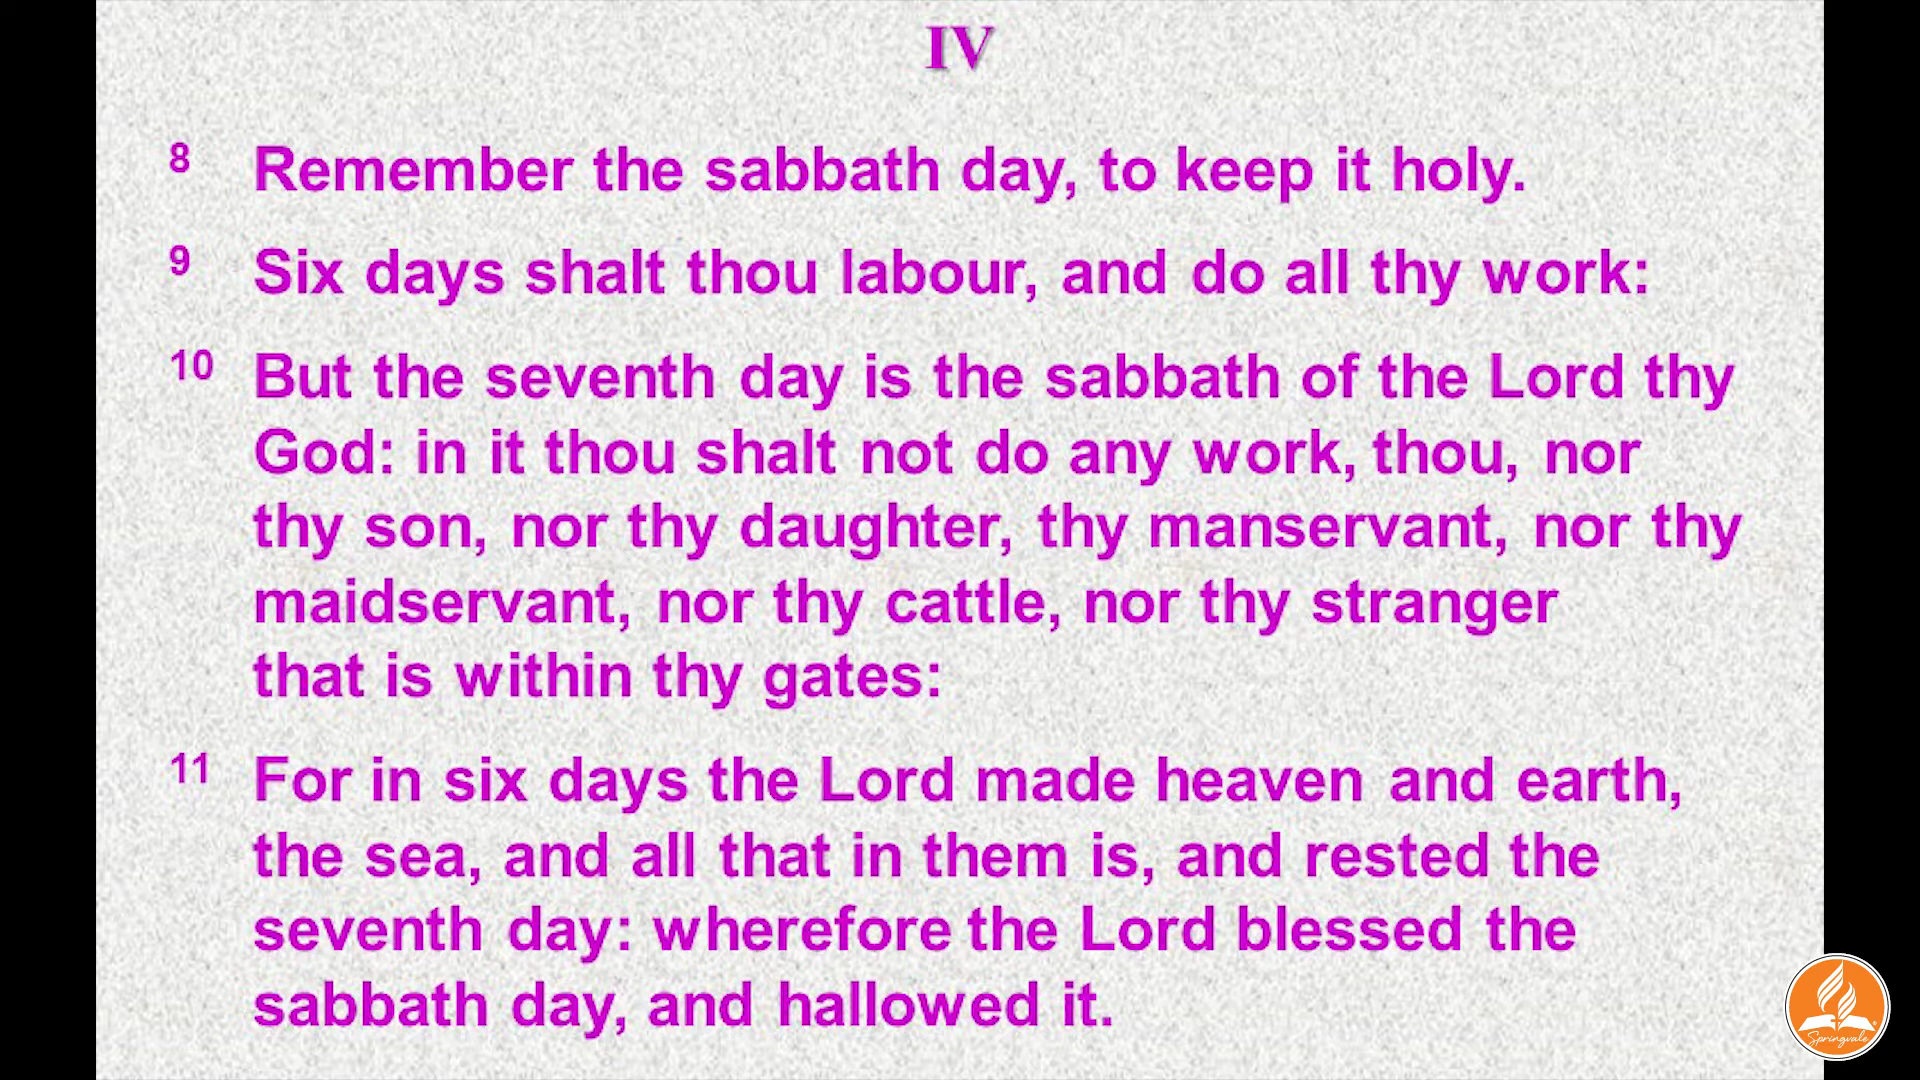 IV
8 Remember the sabbath day, to keep it holy.
9 Six days shalt thou labour, and do all thy work:
10 But the seventh day is the sabbath of the Lord thy
God: in it thou shalt not do any work, thou, nor
thy son, nor thy daughter, thy manservant, nor thy
maidservant, nor thy cattle, nor thy stranger
that is within thy gates:
11 For in six days the Lord made heaven and earth,
the sea, and all that in them is, and rested the
seventh day: wherefore the Lord blessed the
sabbath day, and hallowed it.
Springvale